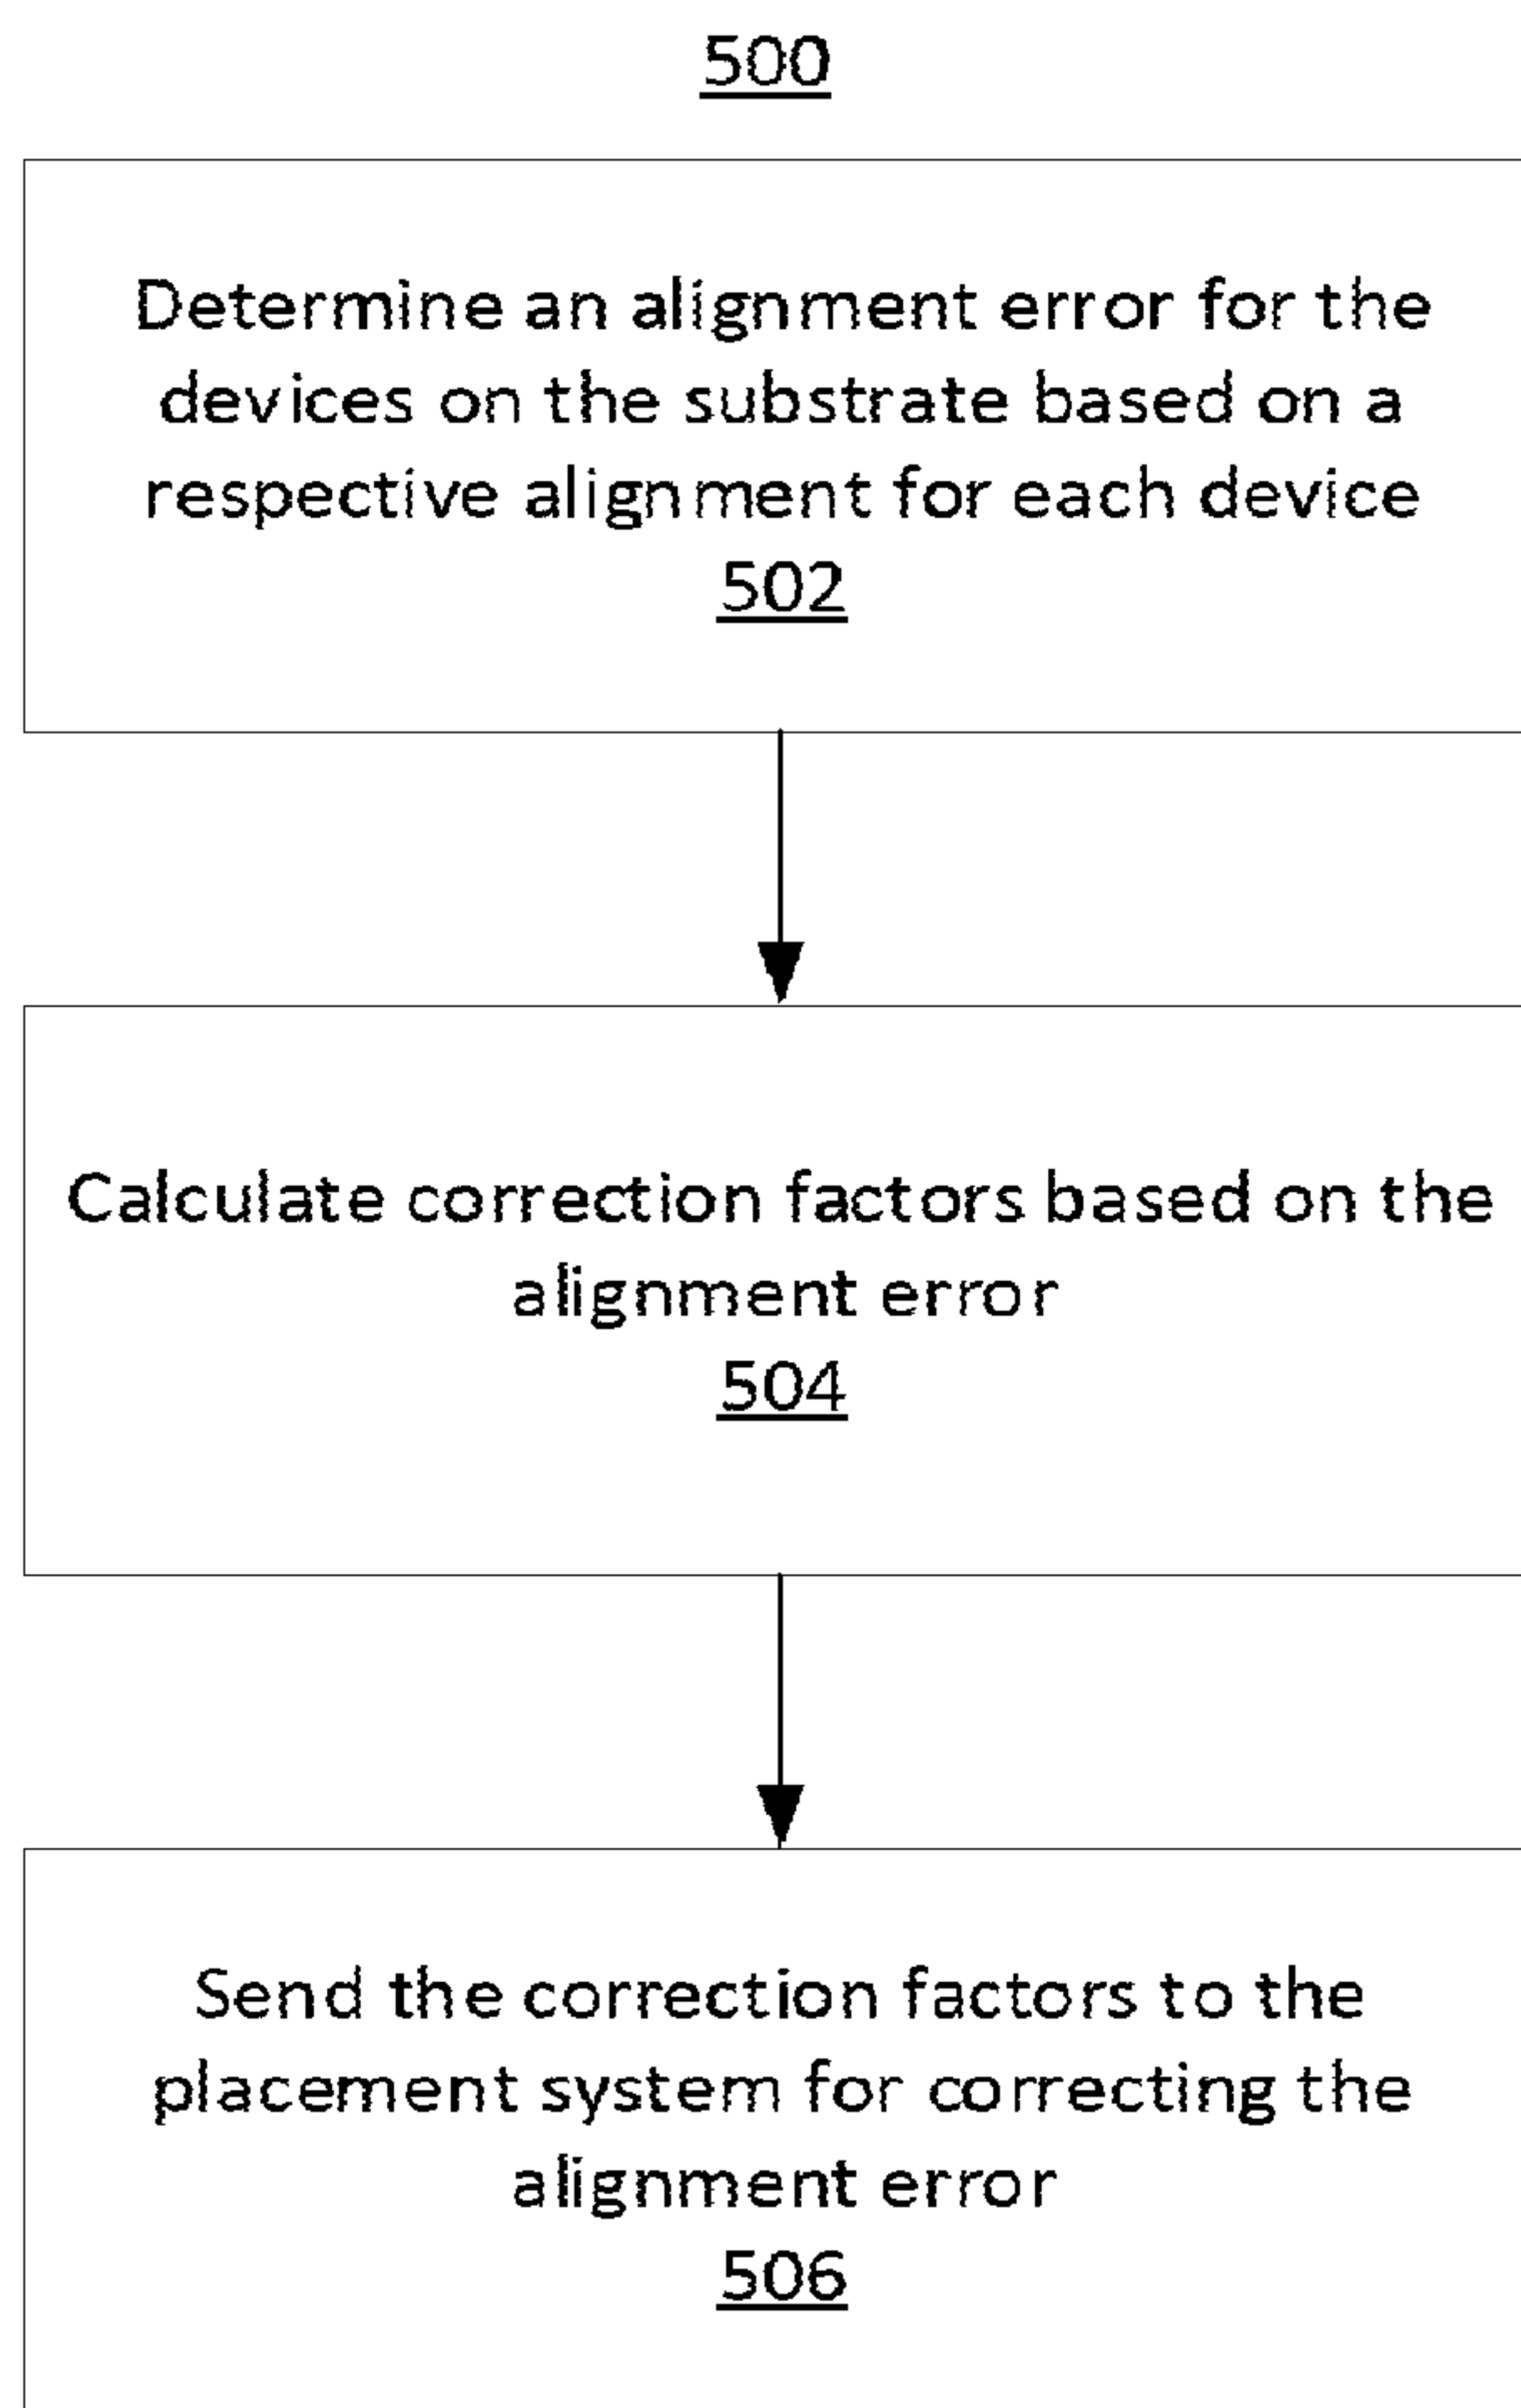 500
Determine an alignment error for the
devices on the substrate based on a
respective alignment for each device
502
Calculate correction factors based on the
alignment error
504
Send the correction factors to the
placement system for correcting the
alignment error
506